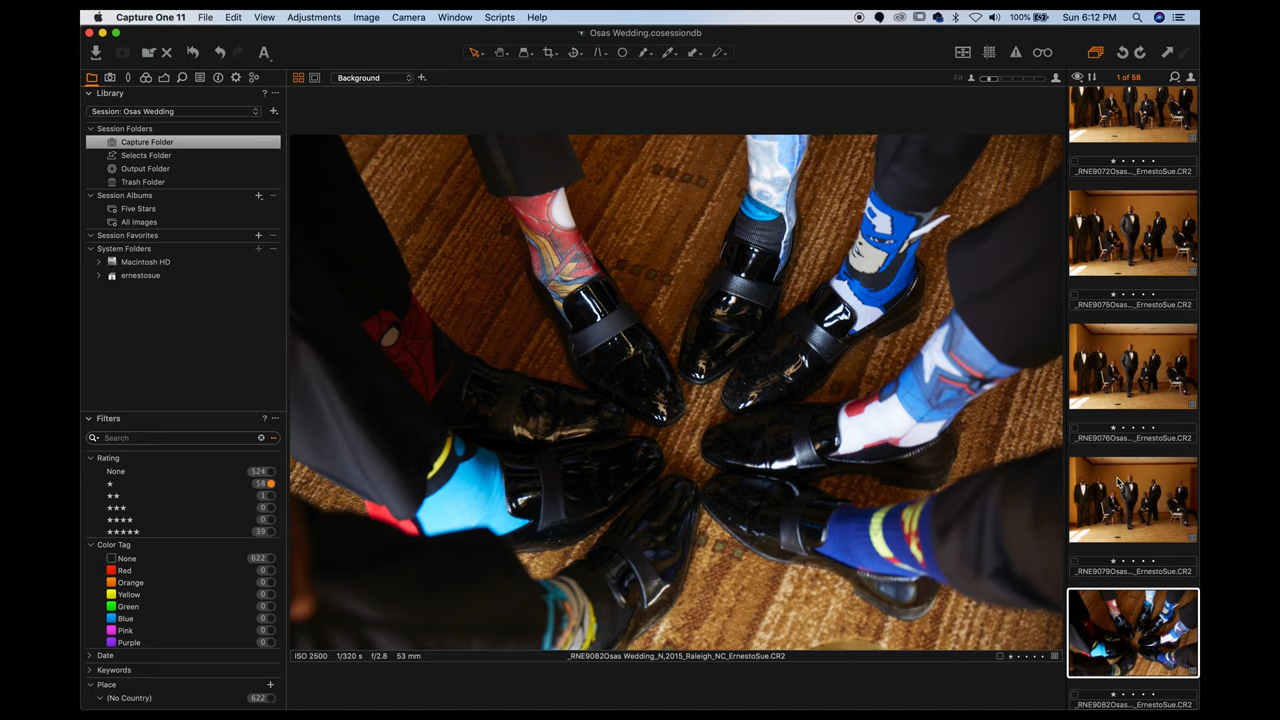 Capture One 11 File Edit View Adjustments Image Camera Window Scripts Help 100% Sun 6:12 PM
Osas Wedding.cosessiondb
Background
Fit
1 of 58
Library ? ...
Session: Osas Wedding
Session Folders
Capture Folder
Selects Folder
Output Folder
Trash Folder
Session Albums
Five Stars
All Images
Session Favorites
System Folders
Macintosh HD
ernestosue
Filters ? ...
Search
Rating
None 524
★ 58
★★ 1
★★★ 0
★★★★ 0
★★★★★ 39
Color Tag
None 622
Red 0
Orange 0
Yellow 0
Green 0
Blue 0
Pink 0
Purple 0
Date
Keywords
Place
(No Country) 622
ISO 2500 1/320 s f/2.8 53 mm _RNE9082Osas Wedding_N,2015_Raleigh_NC_ErnestoSue.CR2
_RNE9072Osas..._ErnestoSue.CR2
_RNE9075Osas..._ErnestoSue.CR2
_RNE9076Osas..._ErnestoSue.CR2
_RNE9079Osas..._ErnestoSue.CR2
_RNE9082Osas..._ErnestoSue.CR2